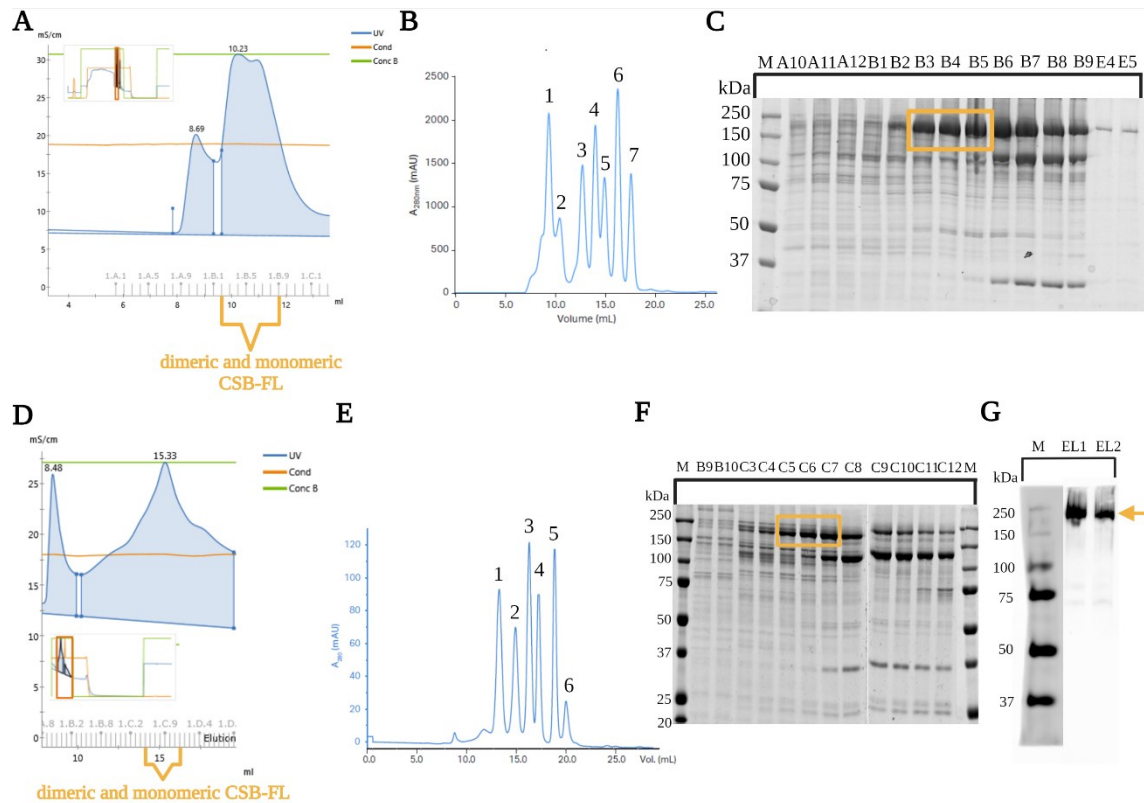 A
mS/cm
30
25
20
15
10
5
0
10.23
8.69
UV
Cond
Conc B
1.A.1 1.A.5 1.A.9 1.B.1 1.B.5 1.B.9 1.C.1
4 6 8 10 12 ml
dimeric and monomeric
CSB-FL
B
2500
2000
1500
1000
500
0
A280nm (mAU)
1 2 3 4 5 6 7
0 5.0 10.0 15.0 20.0 25.0
Volume (mL)
C
M A10 A11 A12 B1 B2 B3 B4 B5 B6 B7 B8 B9 E4 E5
kDa
250
150
100
75
50
37
D
mS/cm
25
20
15
10
5
0
8.48
15.33
UV
Cond
Conc B
1.B.2 1.B.8 1.C.2 1.C.9 1.D.4 1.D.
Elution
10 15
ml
dimeric and monomeric CSB-FL
E
120
100
80
60
40
20
0
A280 (mAU)
1 2 3 4 5 6
0.0 5.0 10.0 15.0 20.0 Vol. (mL)
F
M B9 B10 C3 C4 C5 C6 C7 C8 C9 C10 C11 C12 M
kDa
250
150
100
75
50
37
25
20
G
M EL1 EL2
kDa
250
150
100
75
50
37